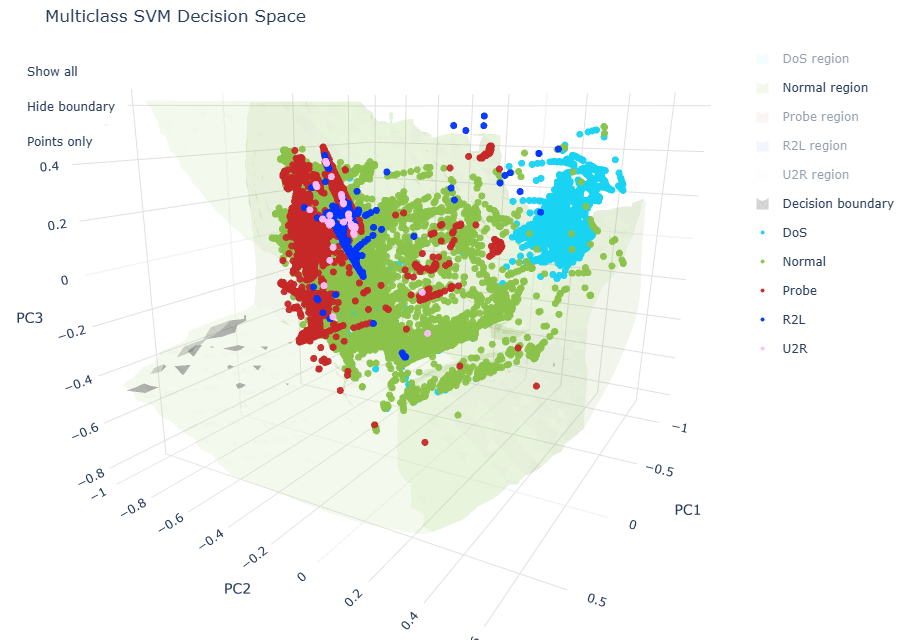 Multiclass SVM Decision Space
Show all
Hide boundary
Points only
DoS region
Normal region
Probe region
R2L region
U2R region
Decision boundary
DoS
Normal
Probe
R2L
U2R
PC3
0.4
0.2
0
−0.2
−0.4
−0.6
−0.8
PC2
−1
−0.8
−0.6
−0.4
−0.2
0
0.2
0.4
PC1
−1
−0.5
0
0.5